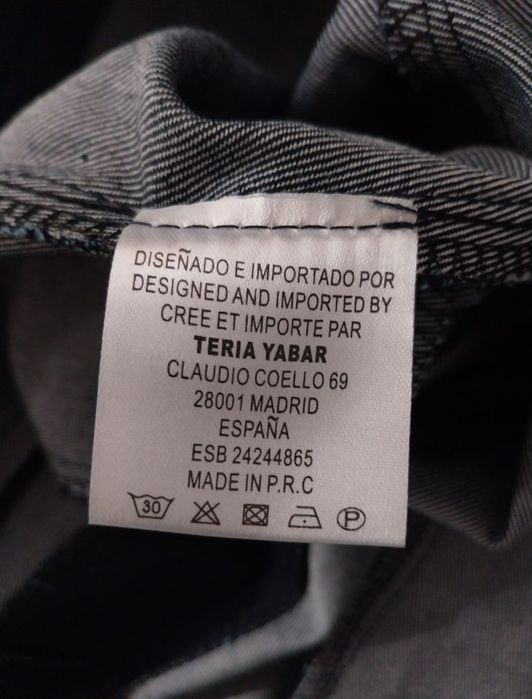 DISEÑADO E IMPORTADO POR
DESIGNED AND IMPORTED BY
CREE ET IMPORTE PAR
TERIA YABAR
CLAUDIO COELLO 69
28001 MADRID
ESPAÑA
ESB 24244865
MADE IN P.R.C
30 P